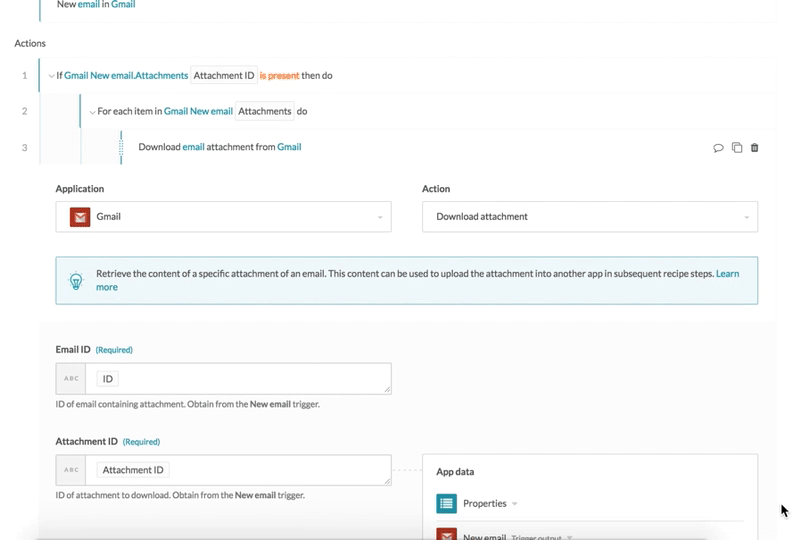 New email in Gmail
Actions
1 If Gmail New email.Attachments Attachment ID is present then do
2 For each item in Gmail New email Attachments do
3 Download email attachment from Gmail
Application Action
Gmail Download attachment
Retrieve the content of a specific attachment of an email. This content can be used to upload the attachment into another app in subsequent recipe steps. Learn
more
Email ID (Required)
ABC ID
ID of email containing attachment. Obtain from the New email trigger.
Attachment ID (Required)
ABC Attachment ID
ID of attachment to download. Obtain from the New email trigger.
App data
Properties
New email Trigger output